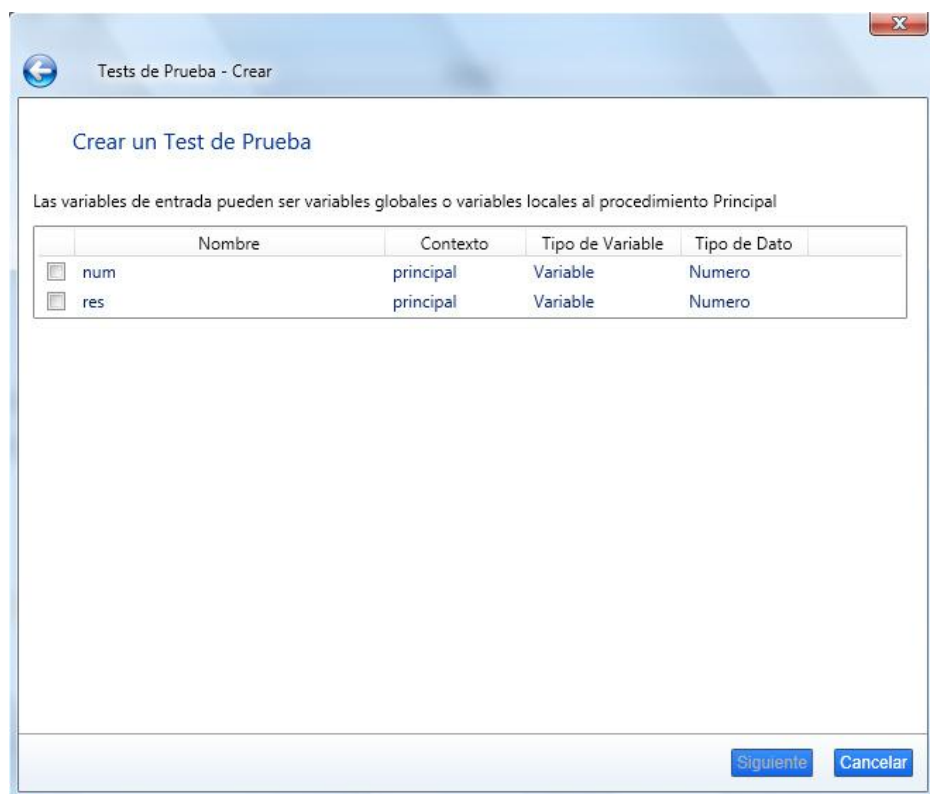 Tests de Prueba - Crear
Crear un Test de Prueba
Las variables de entrada pueden ser variables globales o variables locales al procedimiento Principal
Nombre Contexto Tipo de Variable Tipo de Dato
num principal Variable Numero
res principal Variable Numero
Siguiente Cancelar